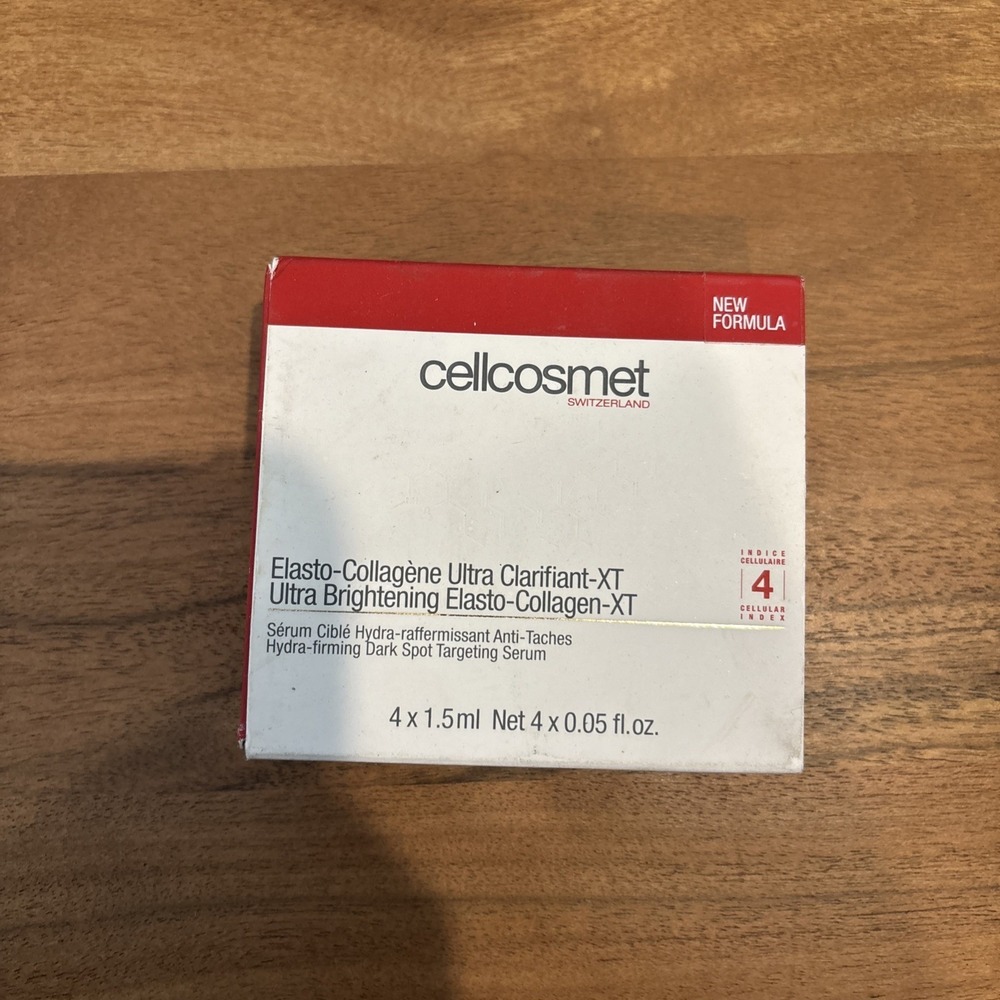 NEW
FORMULA
cellcosmet
SWITZERLAND
Elasto-Collagène Ultra Clarifiant-XT
Ultra Brightening Elasto-Collagen-XT
INDICE
CELLULAIRE
4
CELLULAR
INDEX
Sérum Ciblé Hydra-raffermissant Anti-Taches
Hydra-firming Dark Spot Targeting Serum
4 x 1.5ml Net 4 x 0.05 fl.oz.